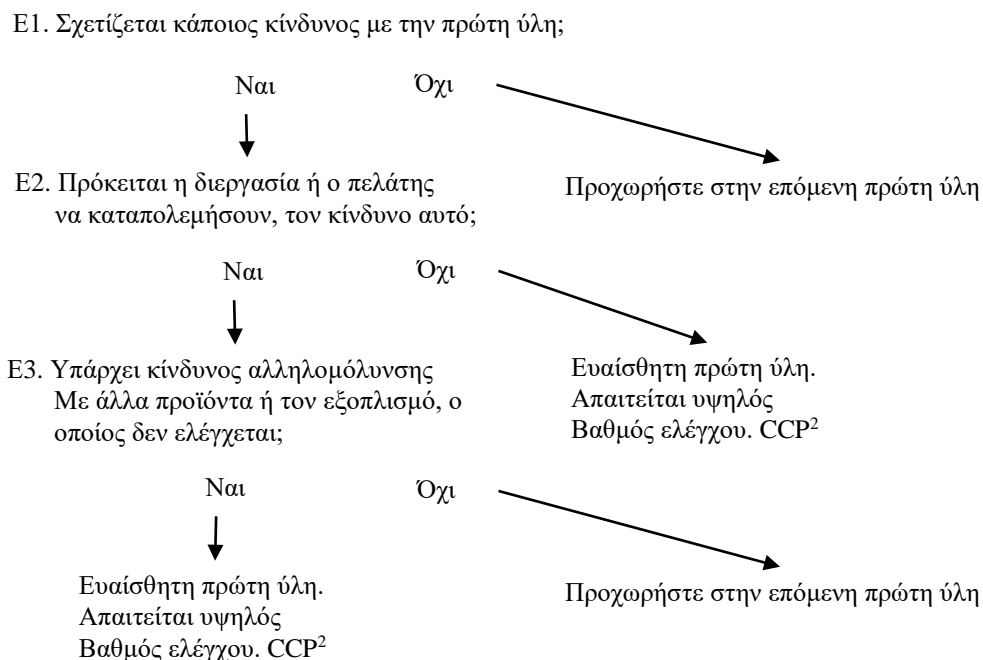 Ε1. Σχετίζεται κάποιος κίνδυνος με την πρώτη ύλη;
Ναι
Όχι
Ε2. Πρόκειται η διεργασία ή ο πελάτης
να καταπολεμήσουν, τον κίνδυνο αυτό;
Προχωρήστε στην επόμενη πρώτη ύλη
Ναι
Όχι
Ε3. Υπάρχει κίνδυνος αλληλομόλυνσης
Με άλλα προϊόντα ή τον εξοπλισμό, ο
οποίος δεν ελέγχεται;
Ευαίσθητη πρώτη ύλη.
Απαιτείται υψηλός
Βαθμός ελέγχου. CCP²
Ναι
Όχι
Ευαίσθητη πρώτη ύλη.
Απαιτείται υψηλός
Βαθμός ελέγχου. CCP²
Προχωρήστε στην επόμενη πρώτη ύλη